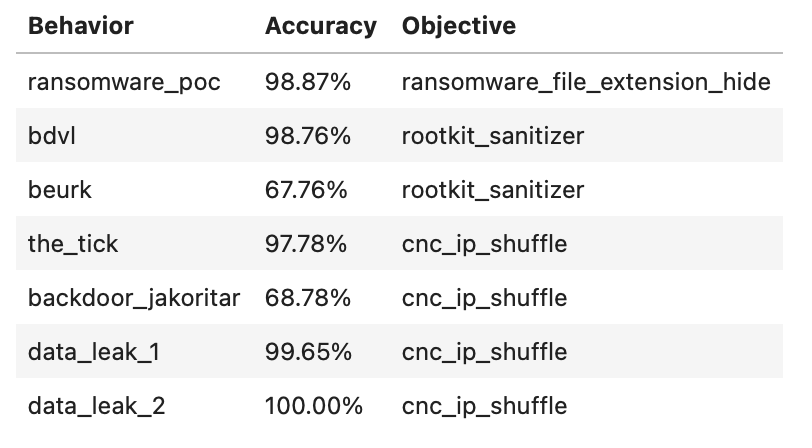 Behavior Accuracy Objective
ransomware_poc 98.87% ransomware_file_extension_hide
bdvl 98.76% rootkit_sanitizer
beurk 67.76% rootkit_sanitizer
the_tick 97.78% cnc_ip_shuffle
backdoor_jakoritar 68.78% cnc_ip_shuffle
data_leak_1 99.65% cnc_ip_shuffle
data_leak_2 100.00% cnc_ip_shuffle